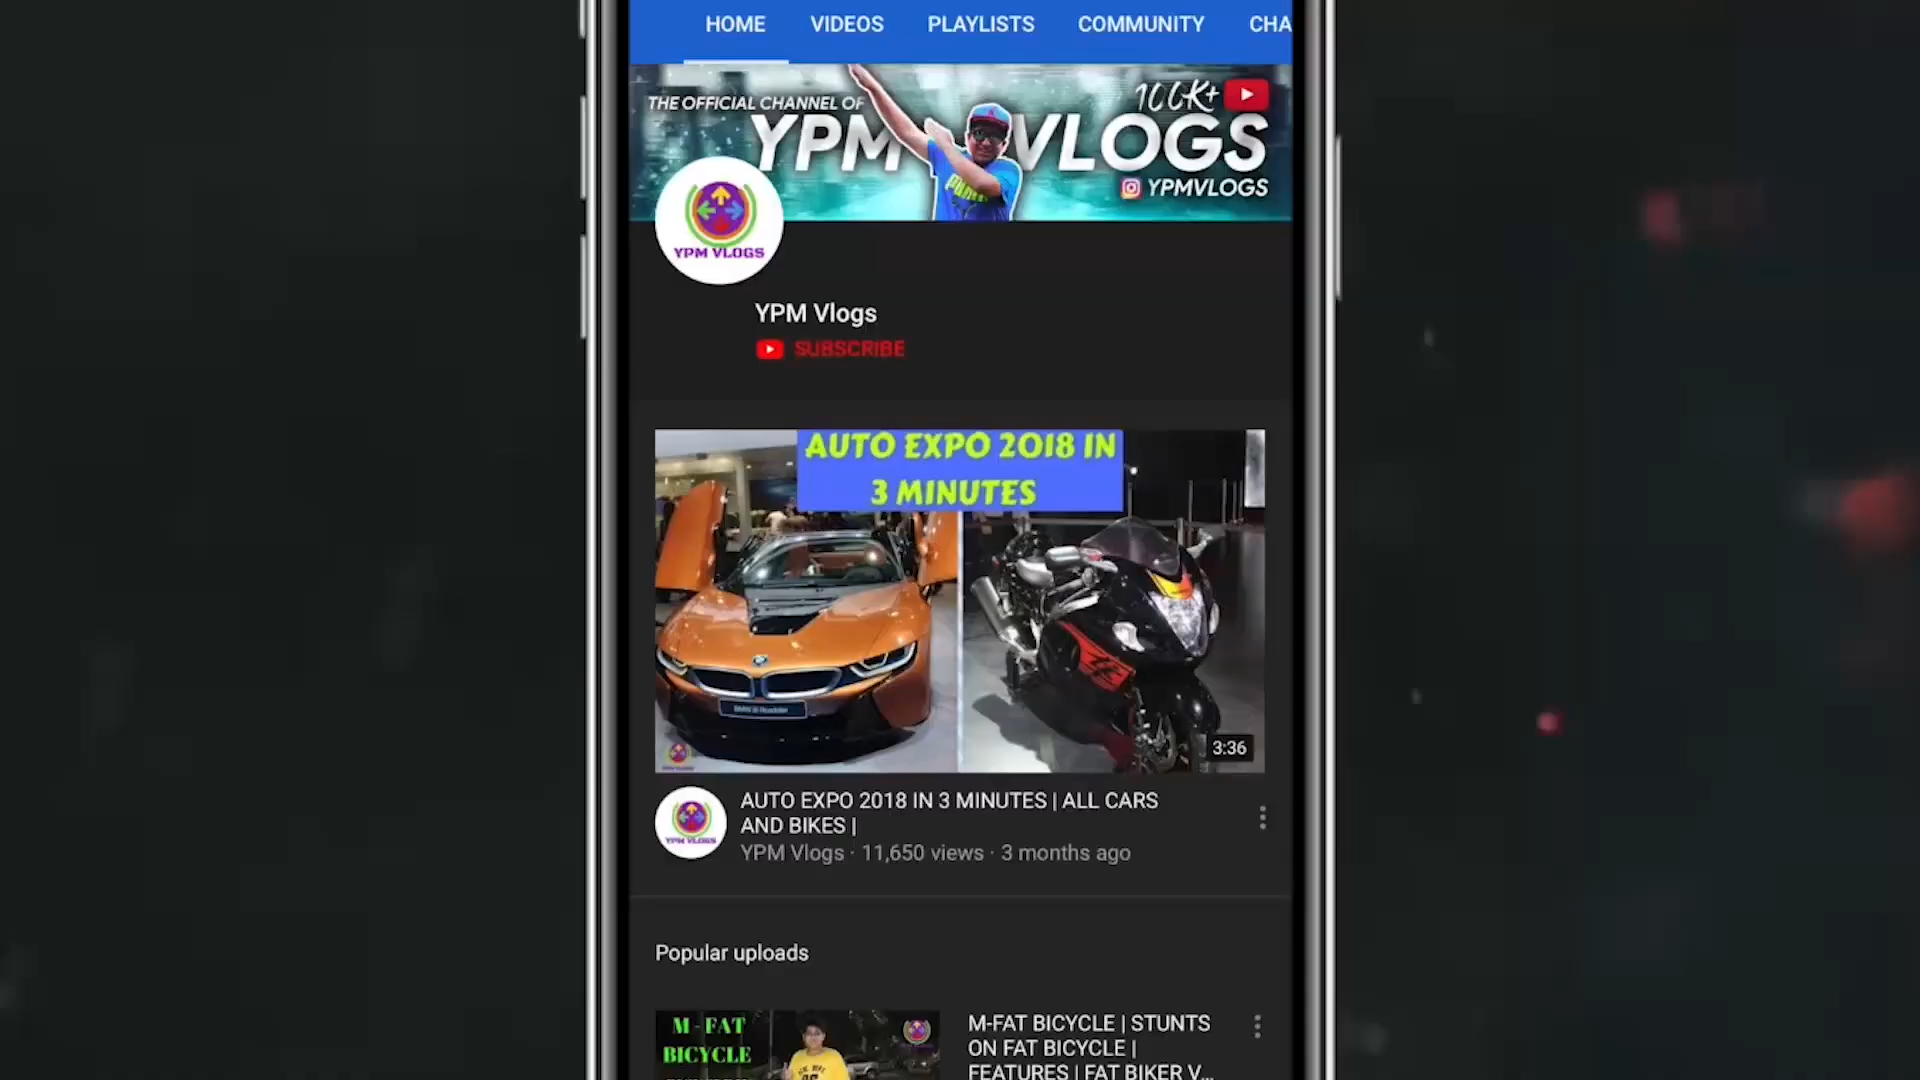 HOME VIDEOS PLAYLISTS COMMUNITY CHA
THE OFFICIAL CHANNEL OF
100K+
YPM VLOGS
YPMVLOGS
PUMA
YPM VLOGS
YPM Vlogs
SUBSCRIBE
AUTO EXPO 2018 IN
3 MINUTES
3:36
YPM VLOGS
AUTO EXPO 2018 IN 3 MINUTES | ALL CARS
AND BIKES |
YPM Vlogs · 11,650 views · 3 months ago
Popular uploads
M - FAT
BICYCLE
M-FAT BICYCLE | STUNTS
ON FAT BICYCLE |
FEATURES | FAT BIKER V...